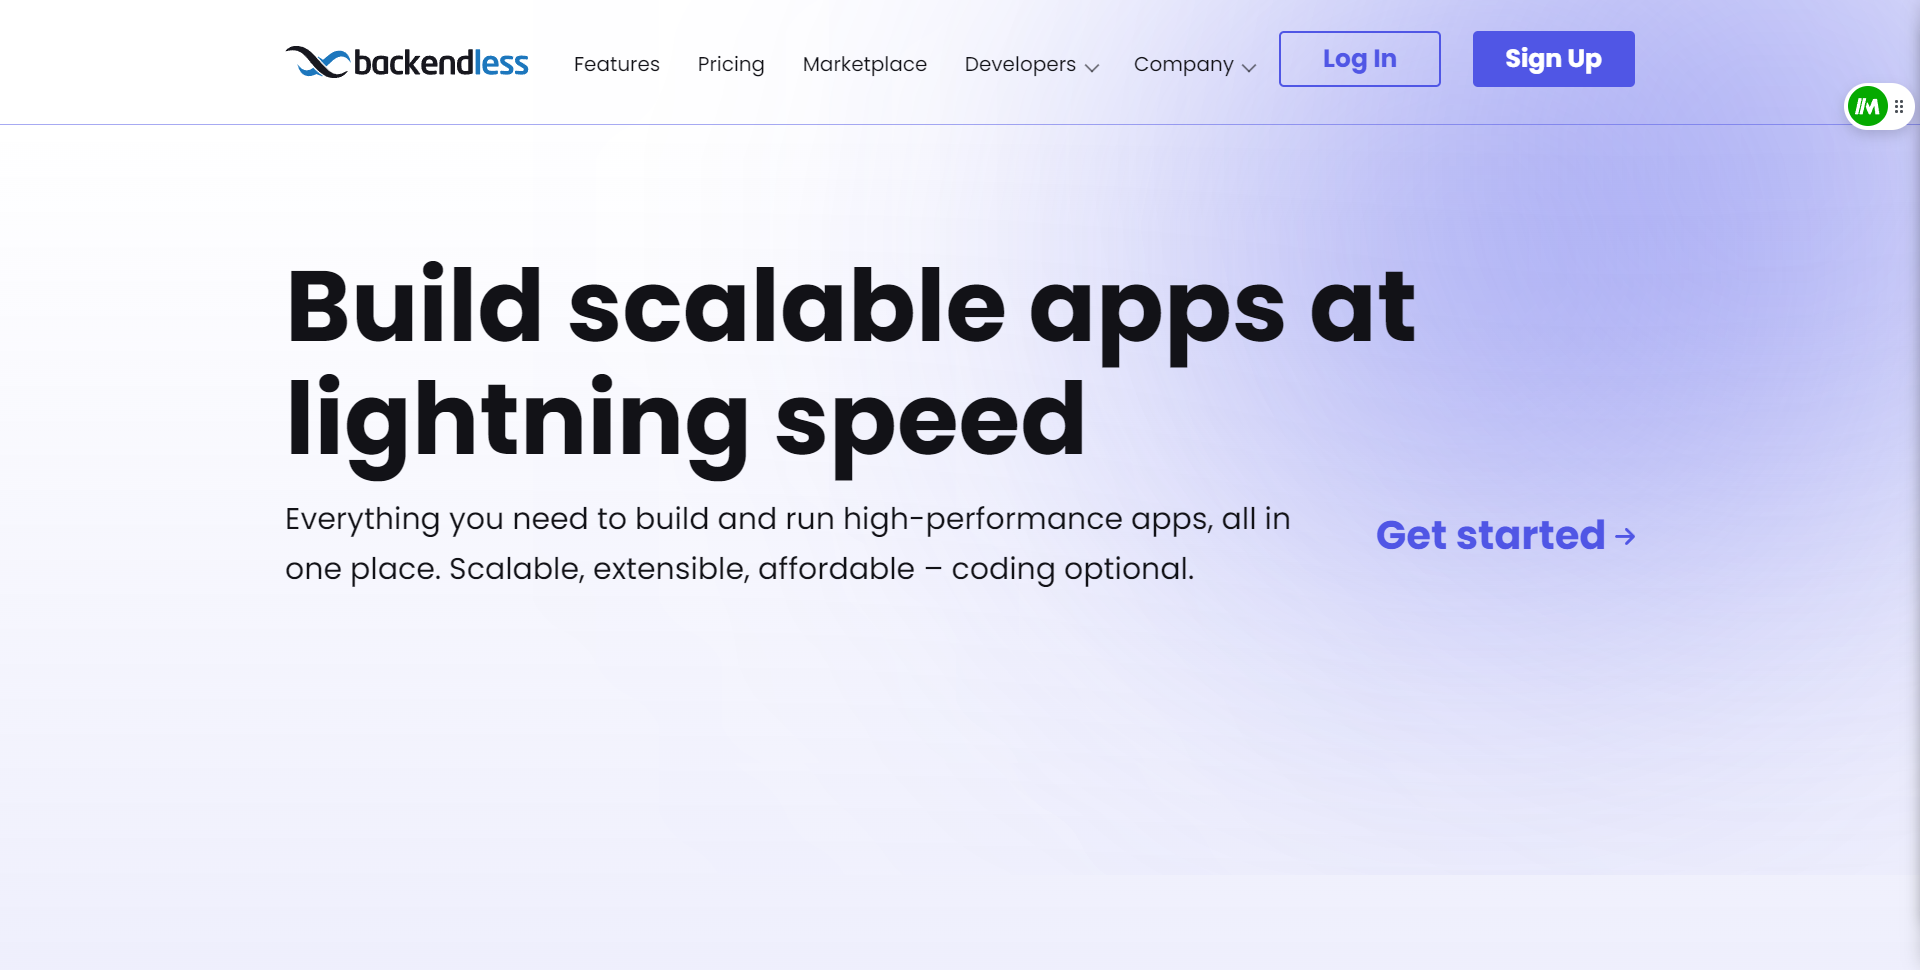 backendless
Features
Pricing
Marketplace
Developers
Company
Log In
Sign Up
Build scalable apps at
lightning speed
Everything you need to build and run high-performance apps, all in
one place. Scalable, extensible, affordable – coding optional.
Get started →